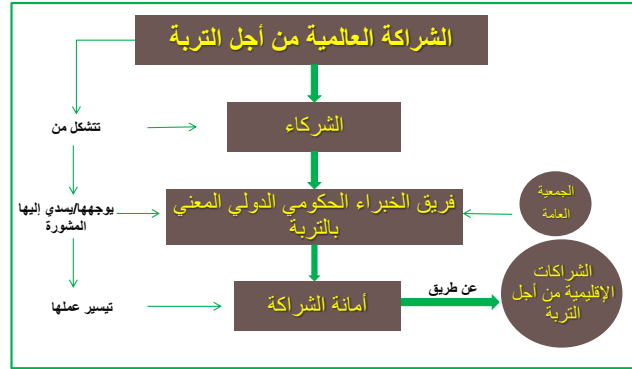 الشراكة العالمية من أجل التربة
تتشكل من
الشركاء
يوجهها/يسدي إليها
المشورة
فريق الخبراء الحكومي الدولي المعني
بالتربة
الجمعية
العامة
تيسير عملها
أمانة الشراكة
عن طريق
الشراكات
الإقليمية من أجل
التربة